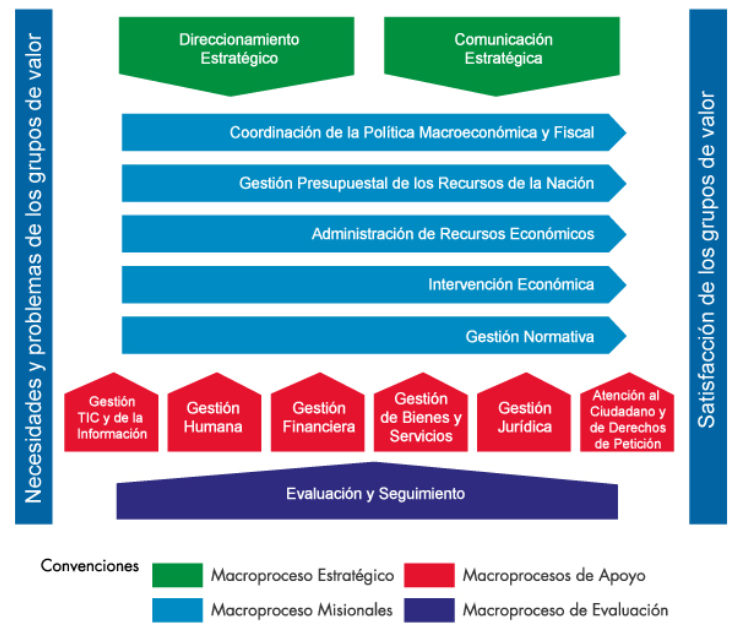 Necesidades y problemas de los grupos de valor
Direccionamiento
Estratégico
Comunicación
Estratégica
Coordinación de la Política Macroeconómica y Fiscal
Gestión Presupuestal de los Recursos de la Nación
Administración de Recursos Económicos
Intervención Económica
Gestión Normativa
Gestión
TIC y de la
Información
Gestión
Humana
Gestión
Financiera
Gestión
de Bienes y
Servicios
Gestión
Jurídica
Atención al
Ciudadano y
de Derechos
de Petición
Evaluación y Seguimiento
Satisfacción de los grupos de valor
Convenciones
Macroproceso Estratégico
Macroprocesos de Apoyo
Macroproceso Misionales
Macroproceso de Evaluación